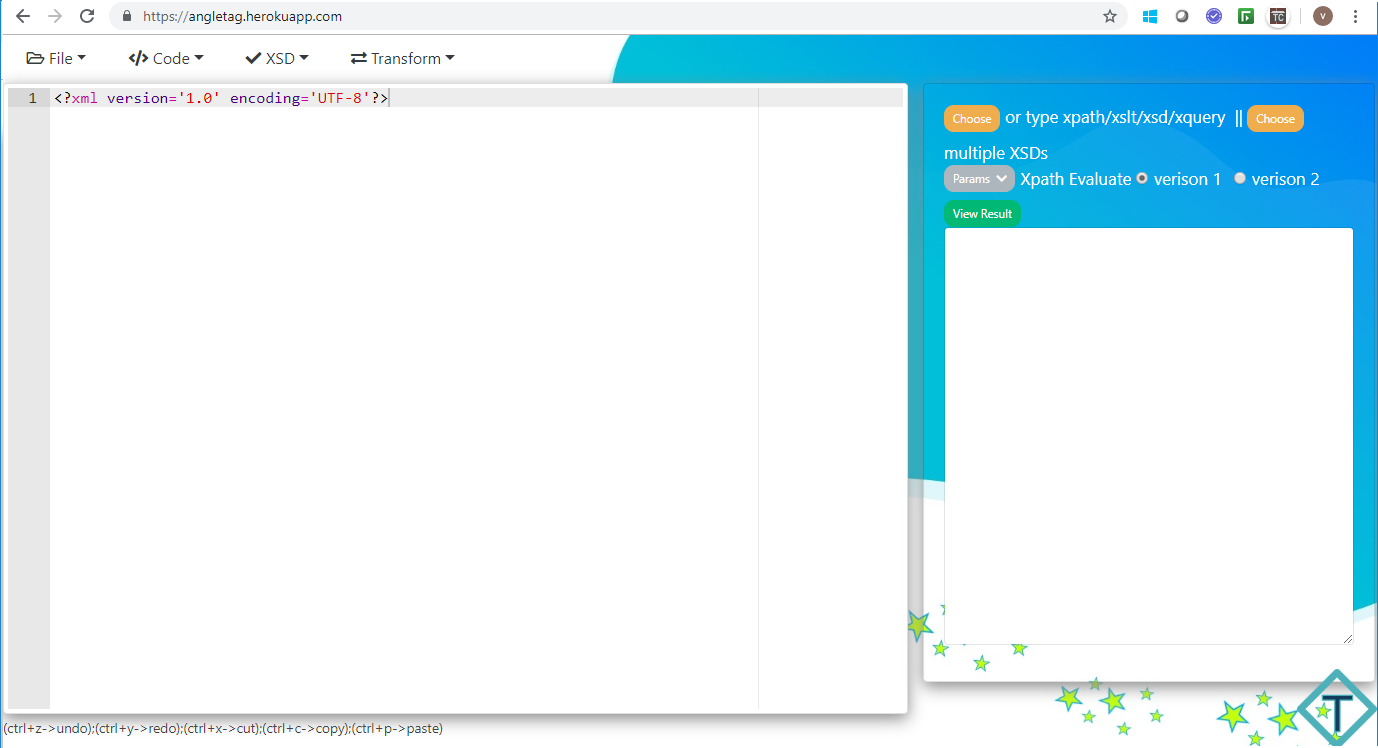 https://angletag.herokuapp.com
TC
V
File Code XSD Transform
1 <?xml version='1.0' encoding='UTF-8'?>
Choose or type xpath/xslt/xsd/xquery || Choose
multiple XSDs
Params Xpath Evaluate verison 1 verison 2
View Result
(ctrl+z->undo);(ctrl+y->redo);(ctrl+x->cut);(ctrl+c->copy);(ctrl+p->paste)
T